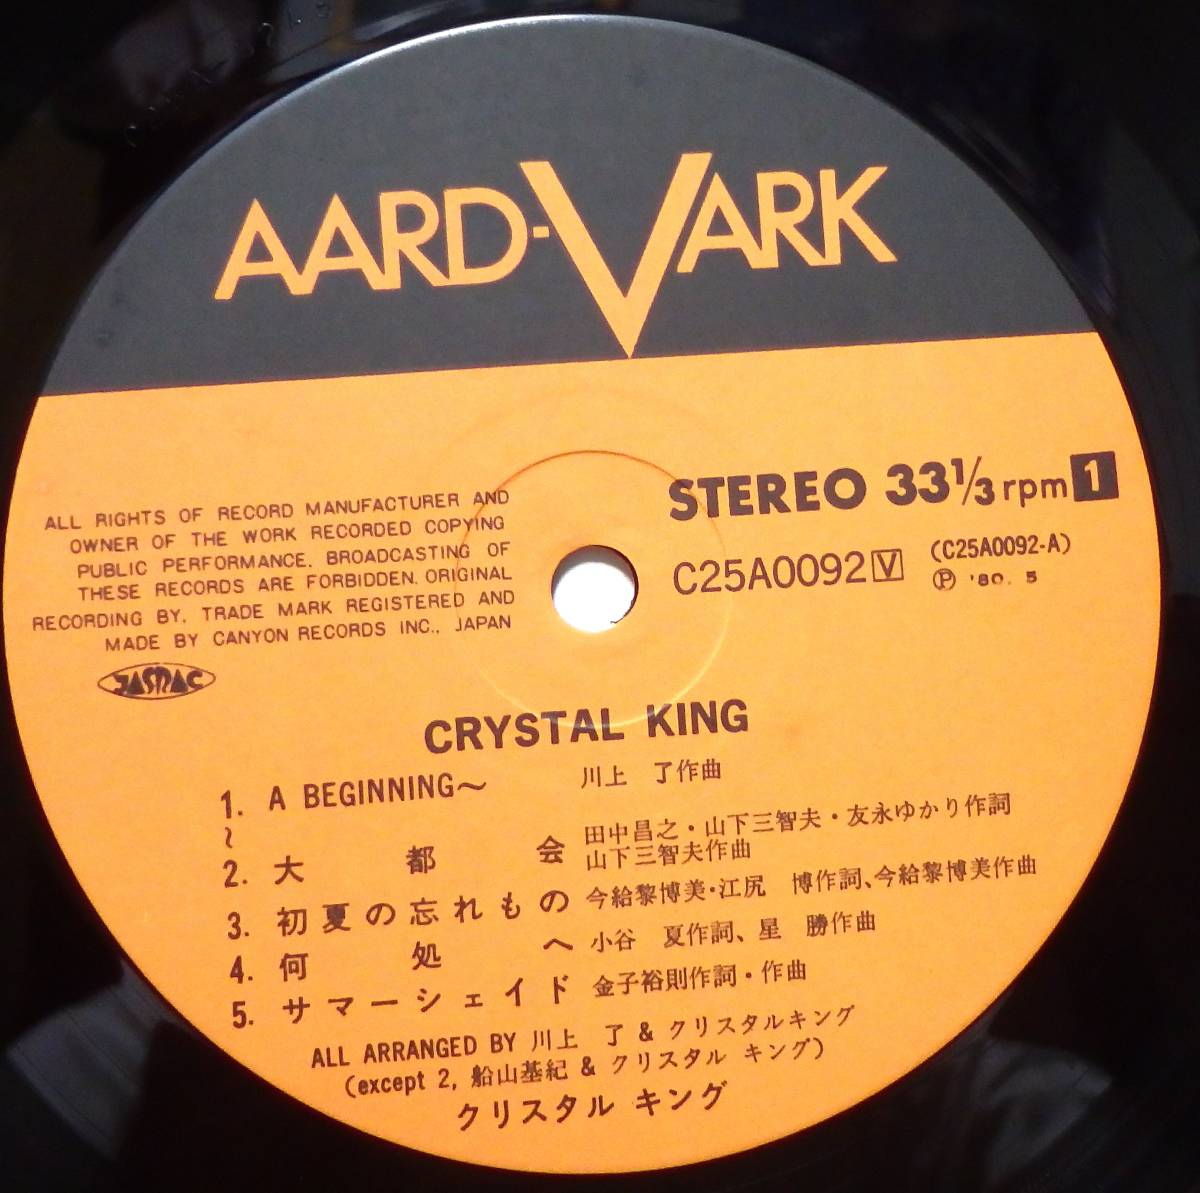 AARD-VARK
STEREO 33⅓ rpm 1
C25A0092 V (C25A0092-A)
Ⓟ '80. 5
ALL RIGHTS OF RECORD MANUFACTURER AND
OWNER OF THE WORK RECORDED COPYING
PUBLIC PERFORMANCE. BROADCASTING OF
THESE RECORDS ARE FORBIDDEN. ORIGINAL
RECORDING BY. TRADE MARK REGISTERED AND
MADE BY CANYON RECORDS INC., JAPAN
JASRAC
CRYSTAL KING
1. A BEGINNING〜 川上 了作曲
〜
2. 大都会 田中昌之・山下三智夫・友永ゆかり作詞
山下三智夫作曲
3. 初夏の忘れもの 今給黎博美・江尻 博作詞、今給黎博美作曲
4. 何処へ 小谷 夏作詞、星 勝作曲
5. サマーシェイド 金子裕則作詞・作曲
ALL ARRANGED BY 川上 了 & クリスタルキング
(except 2, 船山基紀 & クリスタル キング)
クリスタル キング